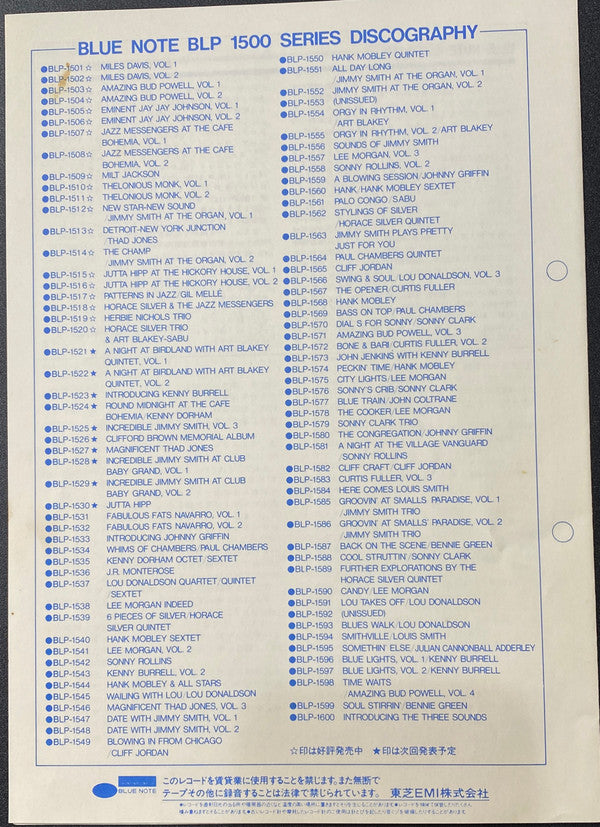 BLUE NOTE BLP 1500 SERIES DISCOGRAPHY
●BLP-1501☆ MILES DAVIS, VOL. 1
●BLP-1502☆ MILES DAVIS, VOL. 2
●BLP-1503☆ AMAZING BUD POWELL, VOL. 1
●BLP-1504☆ AMAZING BUD POWELL, VOL. 2
●BLP-1505☆ EMINENT JAY JAY JOHNSON, VOL. 1
●BLP-1506☆ EMINENT JAY JAY JOHNSON, VOL. 2
●BLP-1507☆ JAZZ MESSENGERS AT THE CAFE
BOHEMIA, VOL. 1
●BLP-1508☆ JAZZ MESSENGERS AT THE CAFE
BOHEMIA, VOL. 2
●BLP-1509☆ MILT JACKSON
●BLP-1510☆ THELONIOUS MONK, VOL. 1
●BLP-1511☆ THELONIOUS MONK, VOL. 2
●BLP-1512☆ NEW STAR-NEW SOUND
/JIMMY SMITH AT THE ORGAN, VOL. 1
●BLP-1513☆ DETROIT-NEW YORK JUNCTION
/THAD JONES
●BLP-1514☆ THE CHAMP
/JIMMY SMITH AT THE ORGAN, VOL. 2
●BLP-1515☆ JUTTA HIPP AT THE HICKORY HOUSE, VOL. 1
●BLP-1516☆ JUTTA HIPP AT THE HICKORY HOUSE, VOL. 2
●BLP-1517☆ PATTERNS IN JAZZ/GIL MELLÉ
●BLP-1518☆ HORACE SILVER & THE JAZZ MESSENGERS
●BLP-1519☆ HERBIE NICHOLS TRIO
●BLP-1520☆ HORACE SILVER TRIO
& ART BLAKEY-SABU
●BLP-1521★ A NIGHT AT BIRDLAND WITH ART BLAKEY
QUINTET, VOL. 1
●BLP-1522★ A NIGHT AT BIRDLAND WITH ART BLAKEY
QUINTET, VOL. 2
●BLP-1523★ INTRODUCING KENNY BURRELL
●BLP-1524★ ROUND MIDNIGHT AT THE CAFE
BOHEMIA/KENNY DORHAM
●BLP-1525★ INCREDIBLE JIMMY SMITH, VOL. 3
●BLP-1526★ CLIFFORD BROWN MEMORIAL ALBUM
●BLP-1527★ MAGNIFICENT THAD JONES
●BLP-1528★ INCREDIBLE JIMMY SMITH AT CLUB
BABY GRAND, VOL. 1
●BLP-1529★ INCREDIBLE JIMMY SMITH AT CLUB
BABY GRAND, VOL. 2
●BLP-1530★ JUTTA HIPP
●BLP-1531 FABULOUS FATS NAVARRO, VOL. 1
●BLP-1532 FABULOUS FATS NAVARRO, VOL. 2
●BLP-1533 INTRODUCING JOHNNY GRIFFIN
●BLP-1534 WHIMS OF CHAMBERS/PAUL CHAMBERS
●BLP-1535 KENNY DORHAM OCTET/SEXTET
●BLP-1536 J.R. MONTEROSE
●BLP-1537 LOU DONALDSON QUARTET/QUINTET
/SEXTET
●BLP-1538 LEE MORGAN INDEED
●BLP-1539 6 PIECES OF SILVER/HORACE
SILVER QUINTET
●BLP-1540 HANK MOBLEY SEXTET
●BLP-1541 LEE MORGAN, VOL. 2
●BLP-1542 SONNY ROLLINS
●BLP-1543 KENNY BURRELL, VOL. 2
●BLP-1544 HANK MOBLEY & ALL STARS
●BLP-1545 WAILING WITH LOU/LOU DONALDSON
●BLP-1546 MAGNIFICENT THAD JONES, VOL. 3
●BLP-1547 DATE WITH JIMMY SMITH, VOL. 1
●BLP-1548 DATE WITH JIMMY SMITH, VOL. 2
●BLP-1549 BLOWING IN FROM CHICAGO
/CLIFF JORDAN
●BLP-1550 HANK MOBLEY QUINTET
●BLP-1551 ALL DAY LONG
/JIMMY SMITH AT THE ORGAN, VOL. 1
●BLP-1552 JIMMY SMITH AT THE ORGAN, VOL. 2
●BLP-1553 (UNISSUED)
●BLP-1554 ORGY IN RHYTHM, VOL. 1
/ART BLAKEY
●BLP-1555 ORGY IN RHYTHM, VOL. 2/ART BLAKEY
●BLP-1556 SOUNDS OF JIMMY SMITH
●BLP-1557 LEE MORGAN, VOL. 3
●BLP-1558 SONNY ROLLINS, VOL. 2
●BLP-1559 A BLOWING SESSION/JOHNNY GRIFFIN
●BLP-1560 HANK/HANK MOBLEY SEXTET
●BLP-1561 PALO CONGO/SABU
●BLP-1562 STYLINGS OF SILVER
/HORACE SILVER QUINTET
●BLP-1563 JIMMY SMITH PLAYS PRETTY
JUST FOR YOU
●BLP-1564 PAUL CHAMBERS QUINTET
●BLP-1565 CLIFF JORDAN
●BLP-1566 SWING & SOUL/LOU DONALDSON, VOL. 3
●BLP-1567 THE OPENER/CURTIS FULLER
●BLP-1568 HANK MOBLEY
●BLP-1569 BASS ON TOP/PAUL CHAMBERS
●BLP-1570 DIAL S FOR SONNY/SONNY CLARK
●BLP-1571 AMAZING BUD POWELL, VOL. 3
●BLP-1572 BONE & BARI/CURTIS FULLER, VOL. 2
●BLP-1573 JOHN JENKINS WITH KENNY BURRELL
●BLP-1574 PECKIN' TIME/HANK MOBLEY
●BLP-1575 CITY LIGHTS/LEE MORGAN
●BLP-1576 SONNY'S CRIB/SONNY CLARK
●BLP-1577 BLUE TRAIN/JOHN COLTRANE
●BLP-1578 THE COOKER/LEE MORGAN
●BLP-1579 SONNY CLARK TRIO
●BLP-1580 THE CONGREGATION/JOHNNY GRIFFIN
●BLP-1581 A NIGHT AT THE VILLAGE VANGUARD
/SONNY ROLLINS
●BLP-1582 CLIFF CRAFT/CLIFF JORDAN
●BLP-1583 CURTIS FULLER, VOL. 3
●BLP-1584 HERE COMES LOUIS SMITH
●BLP-1585 GROOVIN' AT SMALLS' PARADISE, VOL. 1
/JIMMY SMITH TRIO
●BLP-1586 GROOVIN' AT SMALLS' PARADISE, VOL. 2
/JIMMY SMITH TRIO
●BLP-1587 BACK ON THE SCENE/BENNIE GREEN
●BLP-1588 COOL STRUTTIN'/SONNY CLARK
●BLP-1589 FURTHER EXPLORATIONS BY THE
HORACE SILVER QUINTET
●BLP-1590 CANDY/LEE MORGAN
●BLP-1591 LOU TAKES OFF/LOU DONALDSON
●BLP-1592 (UNISSUED)
●BLP-1593 BLUES WALK/LOU DONALDSON
●BLP-1594 SMITHVILLE/LOUIS SMITH
●BLP-1595 SOMETHIN' ELSE/JULIAN CANNONBALL ADDERLEY
●BLP-1596 BLUE LIGHTS, VOL. 1/KENNY BURRELL
●BLP-1597 BLUE LIGHTS, VOL. 2/KENNY BURRELL
●BLP-1598 TIME WAITS
/AMAZING BUD POWELL, VOL. 4
●BLP-1599 SOUL STIRRIN'/BENNIE GREEN
●BLP-1600 INTRODUCING THE THREE SOUNDS
☆印は好評発売中 ★印は次回発表予定
BLUE NOTE
このレコードを賃貸業に使用することを禁じます。また無断で
テープその他に録音することは法律で禁じられています。 東芝EMI株式会社